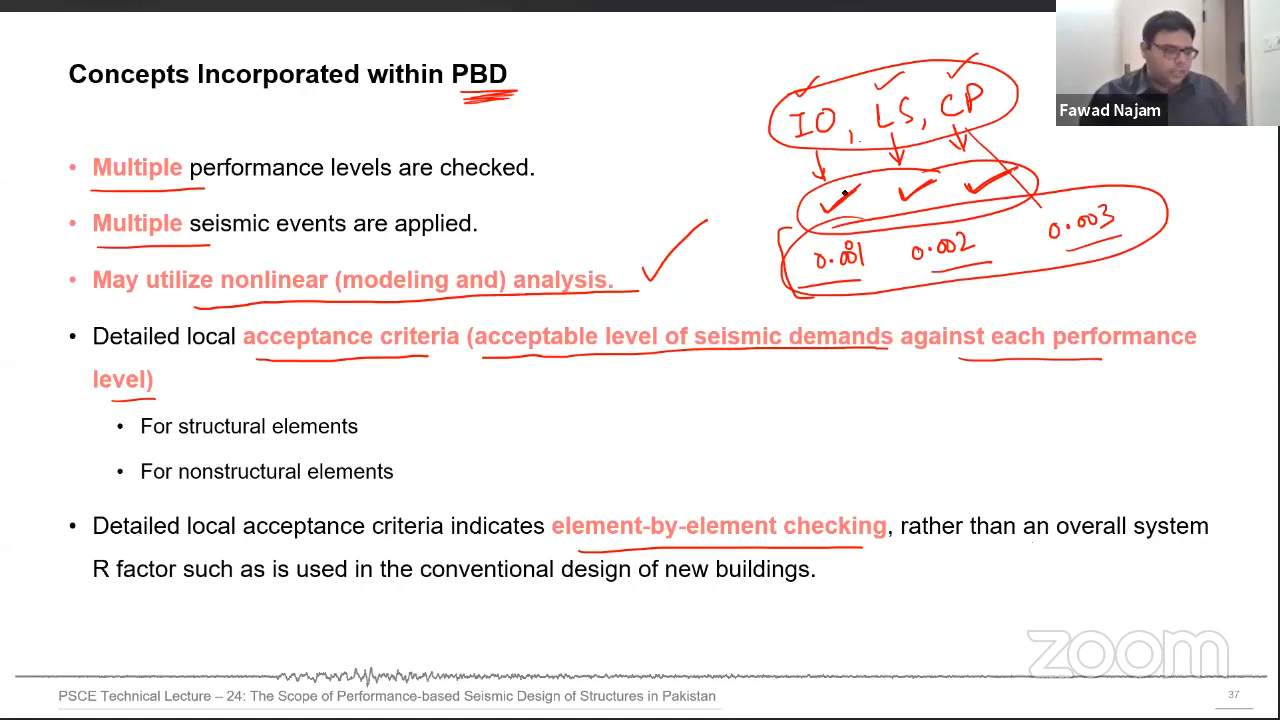 Concepts Incorporated within PBD
IO, LS, CP
Fawad Najam
• Multiple performance levels are checked.
• Multiple seismic events are applied.
0.001 0.002 0.003
• May utilize nonlinear (modeling and) analysis.
• Detailed local acceptance criteria (acceptable level of seismic demands against each performance
level)
• For structural elements
• For nonstructural elements
• Detailed local acceptance criteria indicates element-by-element checking, rather than an overall system
R factor such as is used in the conventional design of new buildings.
zoom
PSCE Technical Lecture – 24: The Scope of Performance-based Seismic Design of Structures in Pakistan
37